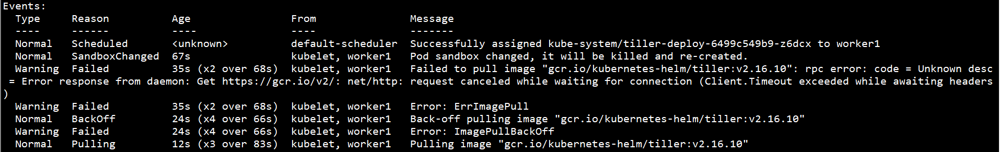 Events:
Type Reason Age From Message
---- ------ ---- ---- -------
Normal Scheduled <unknown> default-scheduler Successfully assigned kube-system/tiller-deploy-6499c549b9-z6dcx to worker1
Normal SandboxChanged 67s kubelet, worker1 Pod sandbox changed, it will be killed and re-created.
Warning Failed 35s (x2 over 68s) kubelet, worker1 Failed to pull image "gcr.io/kubernetes-helm/tiller:v2.16.10": rpc error: code = Unknown desc
= Error response from daemon: Get https://gcr.io/v2/: net/http: request canceled while waiting for connection (Client.Timeout exceeded while awaiting headers
)
Warning Failed 35s (x2 over 68s) kubelet, worker1 Error: ErrImagePull
Normal BackOff 24s (x4 over 66s) kubelet, worker1 Back-off pulling image "gcr.io/kubernetes-helm/tiller:v2.16.10"
Warning Failed 24s (x4 over 66s) kubelet, worker1 Error: ImagePullBackOff
Normal Pulling 12s (x3 over 83s) kubelet, worker1 Pulling image "gcr.io/kubernetes-helm/tiller:v2.16.10"